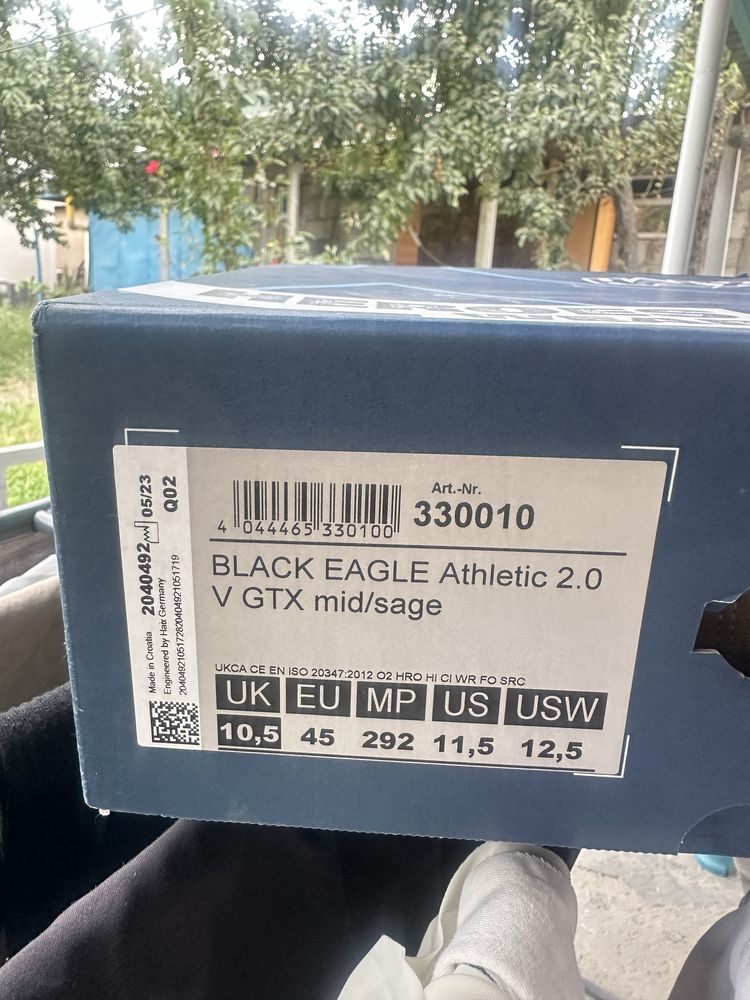 Art.-Nr.
330010
4 044465 330100
BLACK EAGLE Athletic 2.0
V GTX mid/sage
UKCA CE EN ISO 20347:2012 O2 HRO HI CI WR FO SRC
UK EU MP US USW
10,5 45 292 11,5 12,5
2040492 05/23
Q02
Made in Croatia
Engineered by Haix Germany